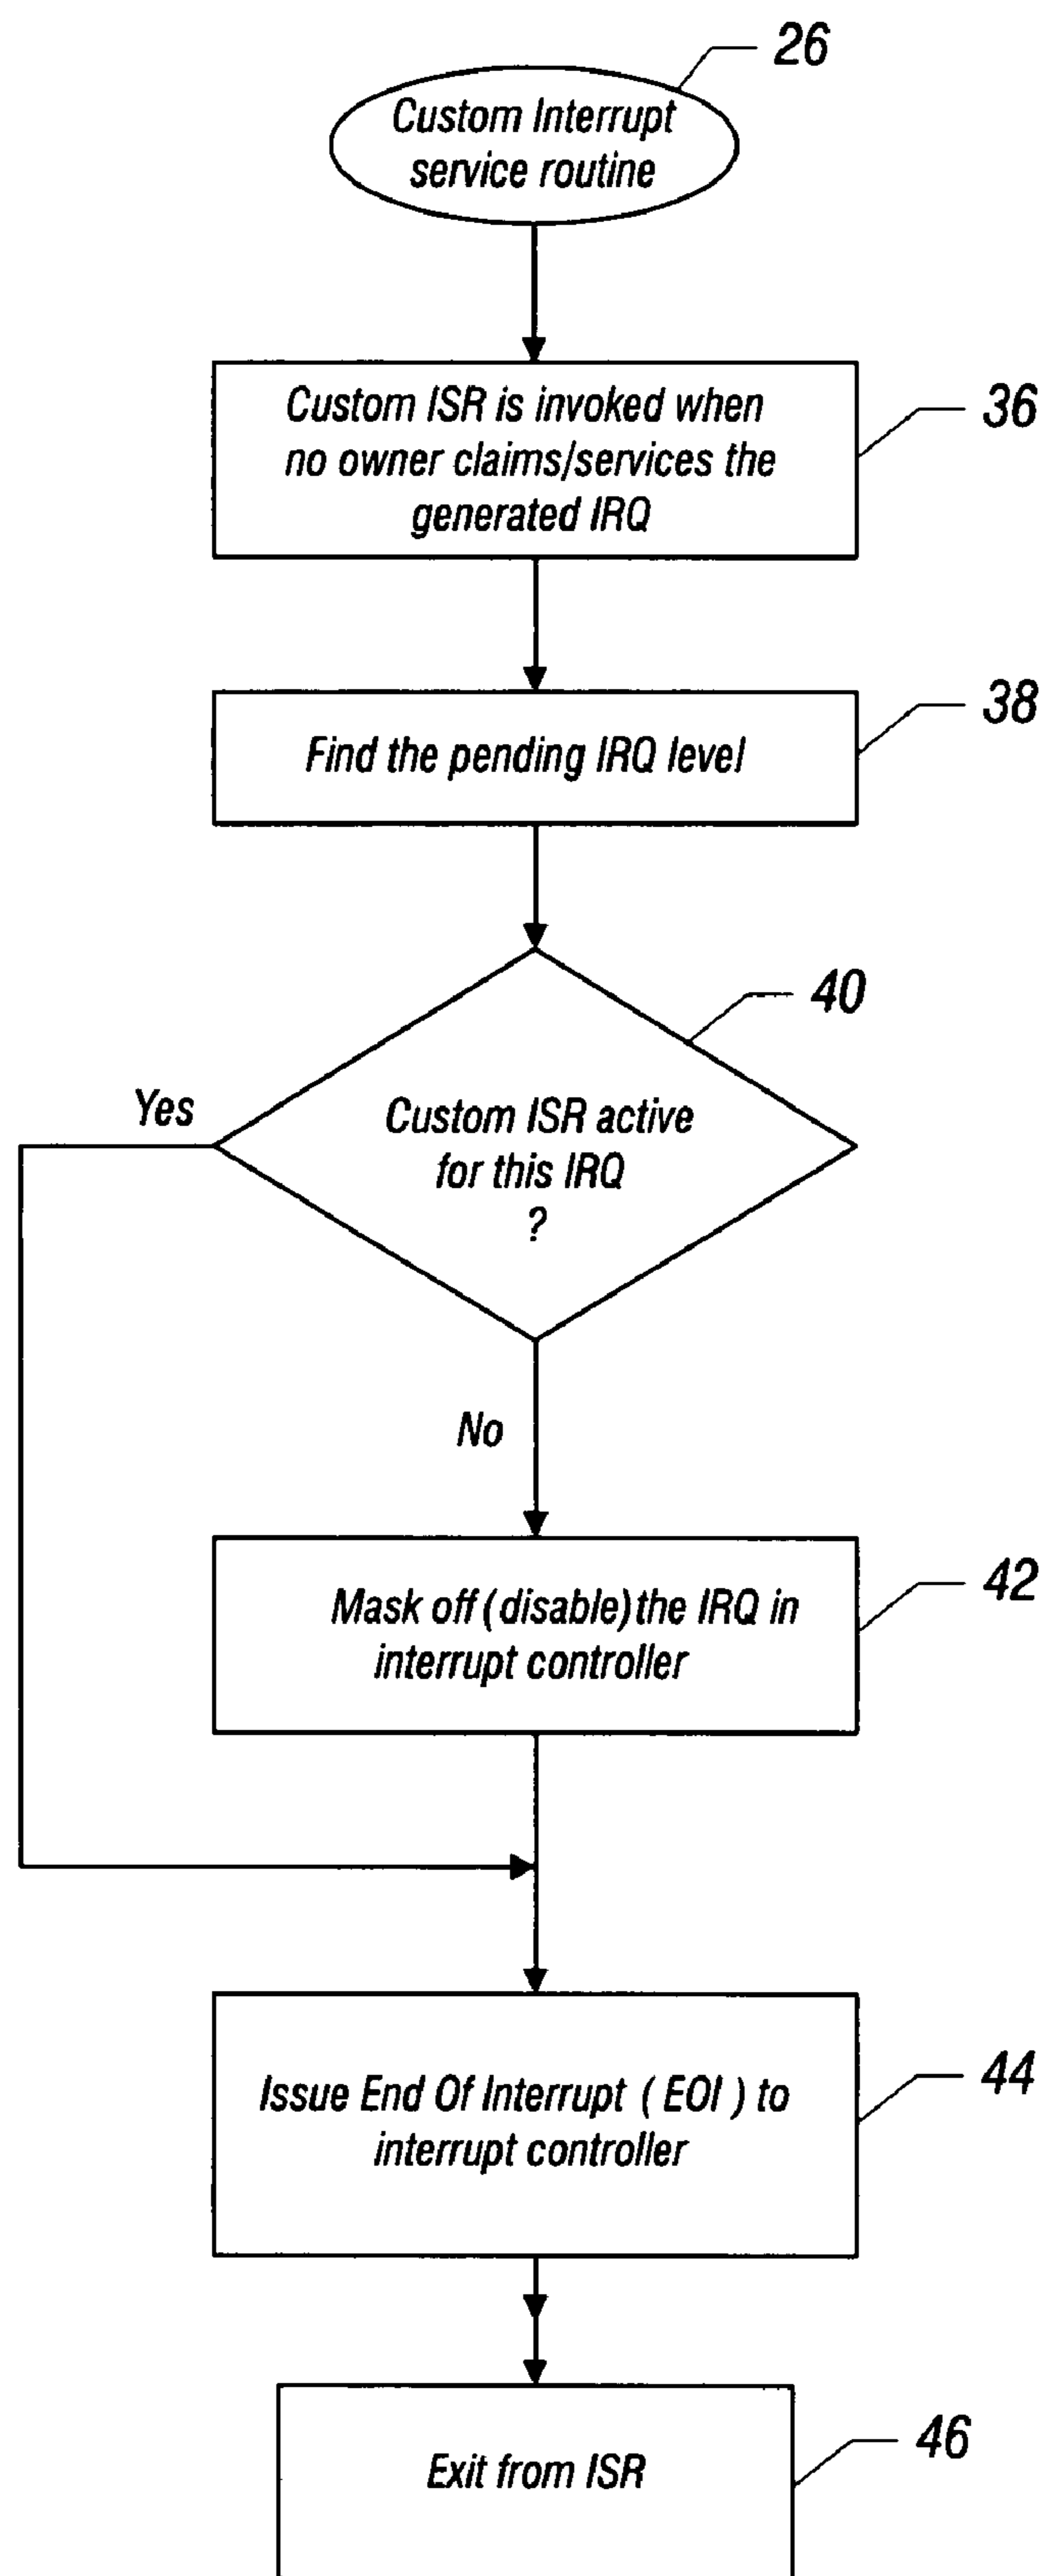 26
Custom Interrupt
service routine
Custom ISR is invoked when
no owner claims/services the
generated IRQ
36
Find the pending IRQ level
38
40
Custom ISR active
for this IRQ
?
Yes
No
Mask off (disable) the IRQ in
interrupt controller
42
Issue End Of Interrupt ( EOI ) to
interrupt controller
44
Exit from ISR
46